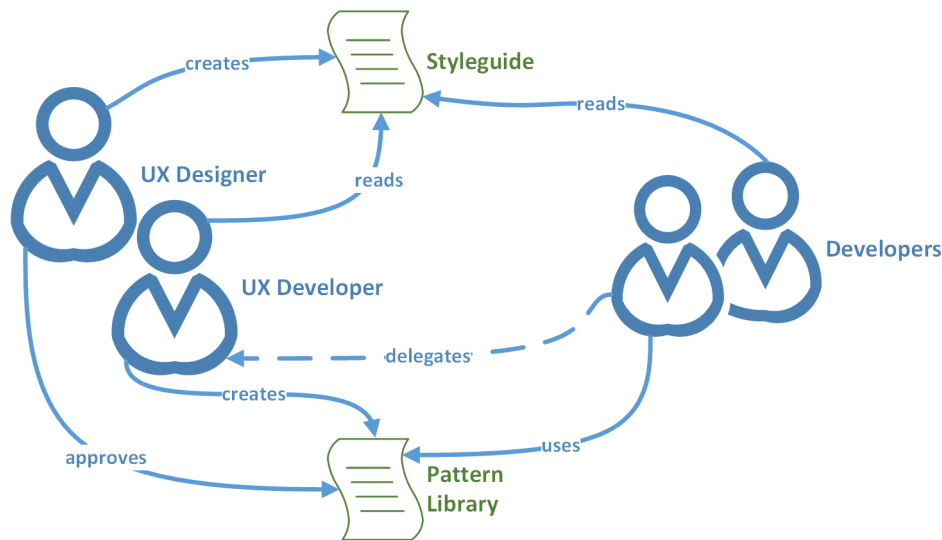 creates
Styleguide
reads
UX Designer
reads
Developers
UX Developer
delegates
creates
uses
approves
Pattern
Library